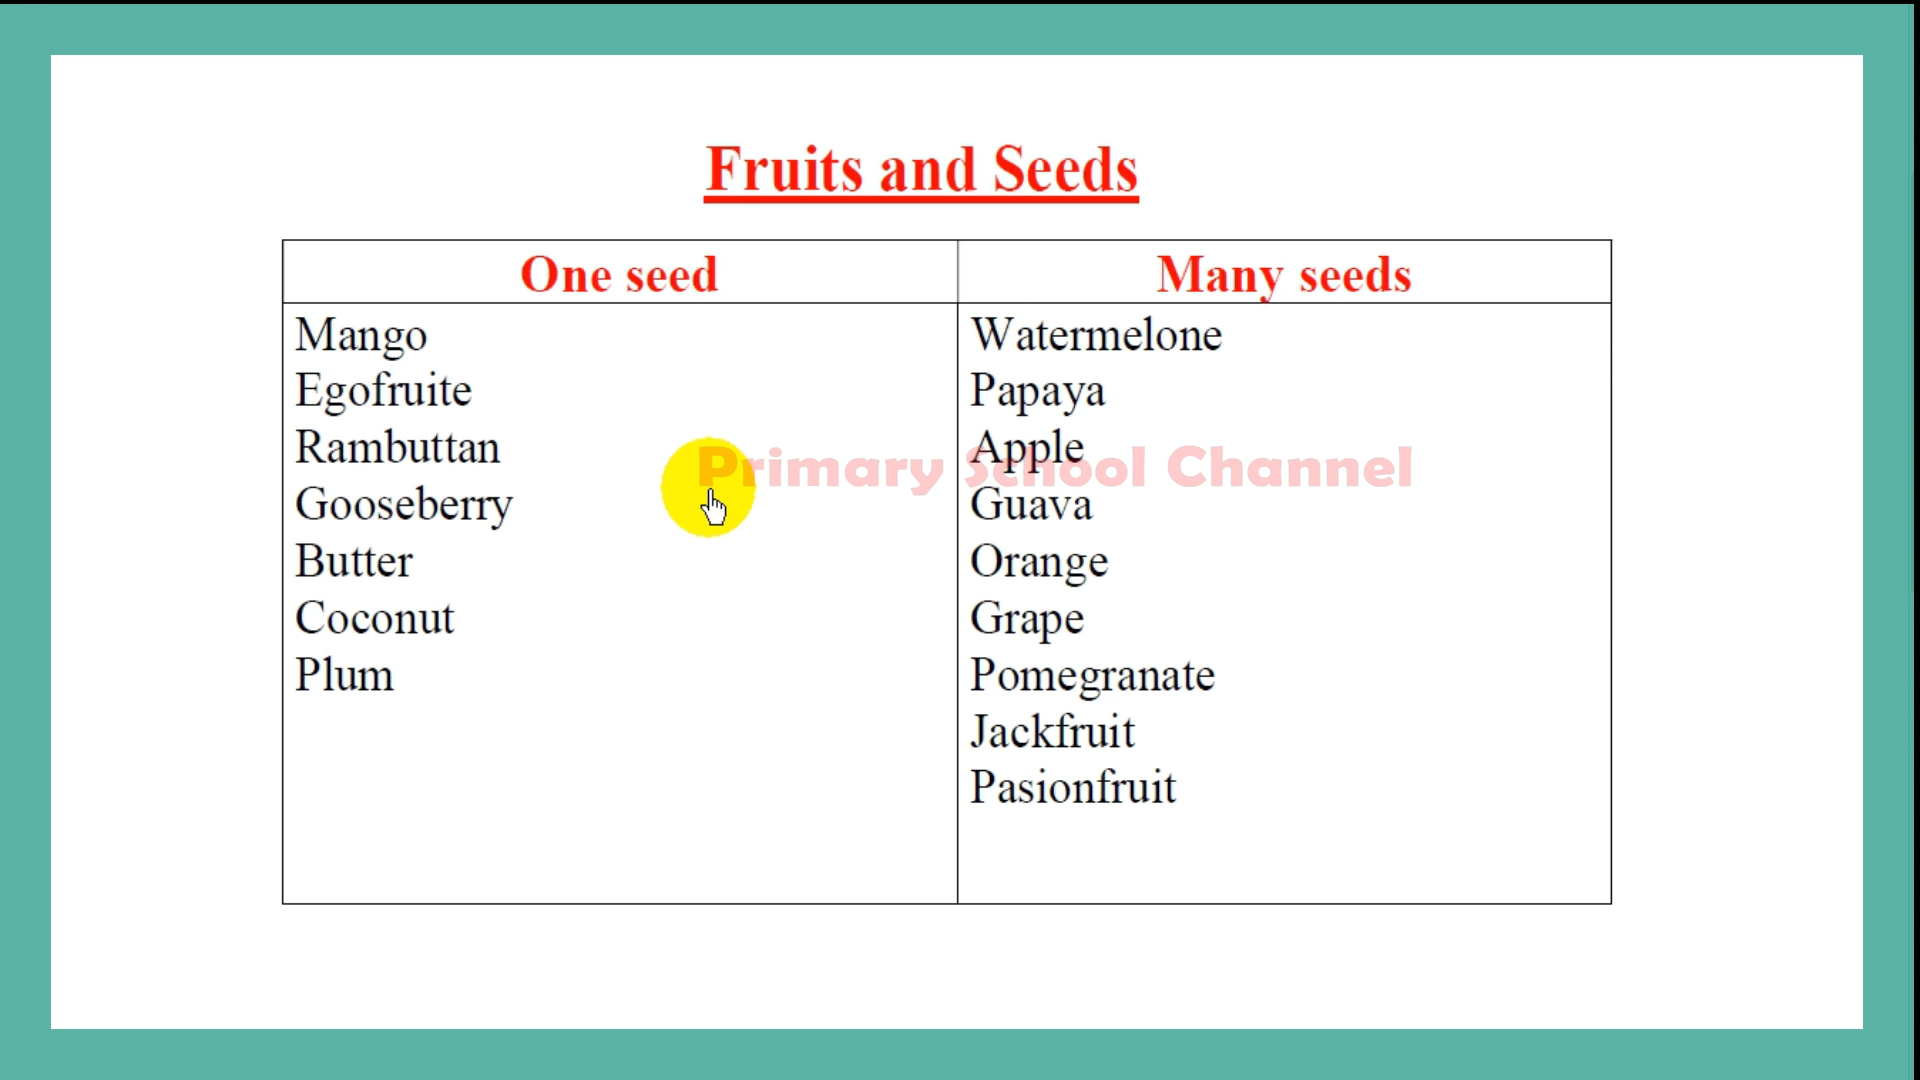 Fruits and Seeds
One seed
Many seeds
Mango
Egofruite
Rambuttan
Gooseberry
Butter
Coconut
Plum
Watermelone
Papaya
Apple
Guava
Orange
Grape
Pomegranate
Jackfruit
Pasionfruit
Primary School Channel